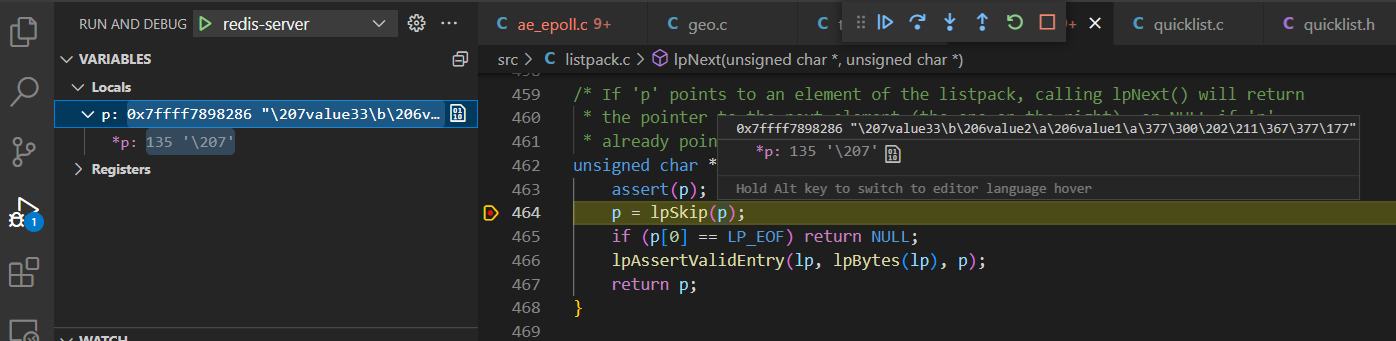 RUN AND DEBUG redis-server
VARIABLES
Locals
p: 0x7ffff7898286 "\207value33\b\206v…
*p: 135 '\207'
Registers
WATCH
1
ae_epoll.c 9+
geo.c
9+
quicklist.c
quicklist.h
src > C listpack.c > lpNext(unsigned char *, unsigned char *)
459 /* If 'p' points to an element of the listpack, calling lpNext() will return
460 * the pointer to the next element (the one on the right), or NULL if 'p'
461 * already poin
0x7ffff7898286 "\207value33\b\206value2\a\206value1\a\377\300\202\211\367\377\177"
*p: 135 '\207'
Hold Alt key to switch to editor language hover
462 unsigned char *
463 assert(p);
464 p = lpSkip(p);
465 if (p[0] == LP_EOF) return NULL;
466 lpAssertValidEntry(lp, lpBytes(lp), p);
467 return p;
468 }
469